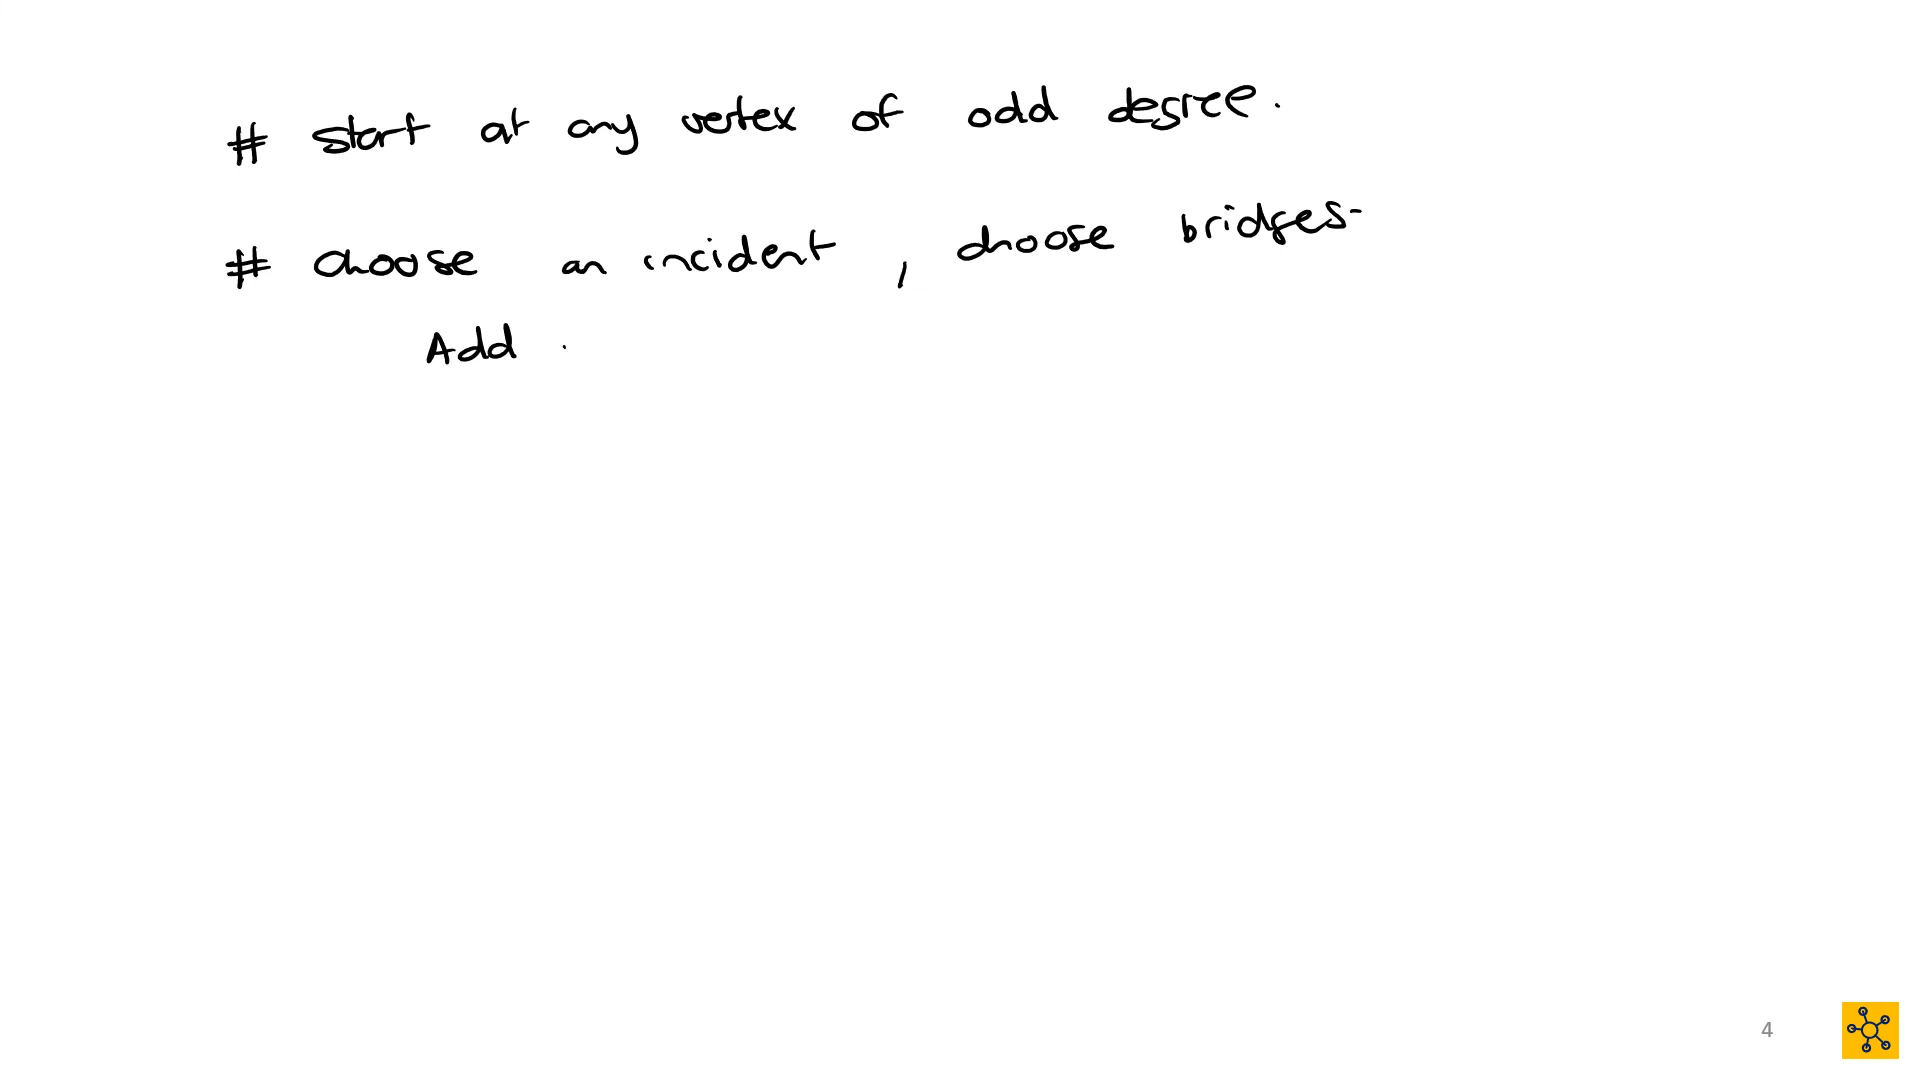 # start at any vertex of odd degree.
# choose an incident , choose bridges-
Add .
4